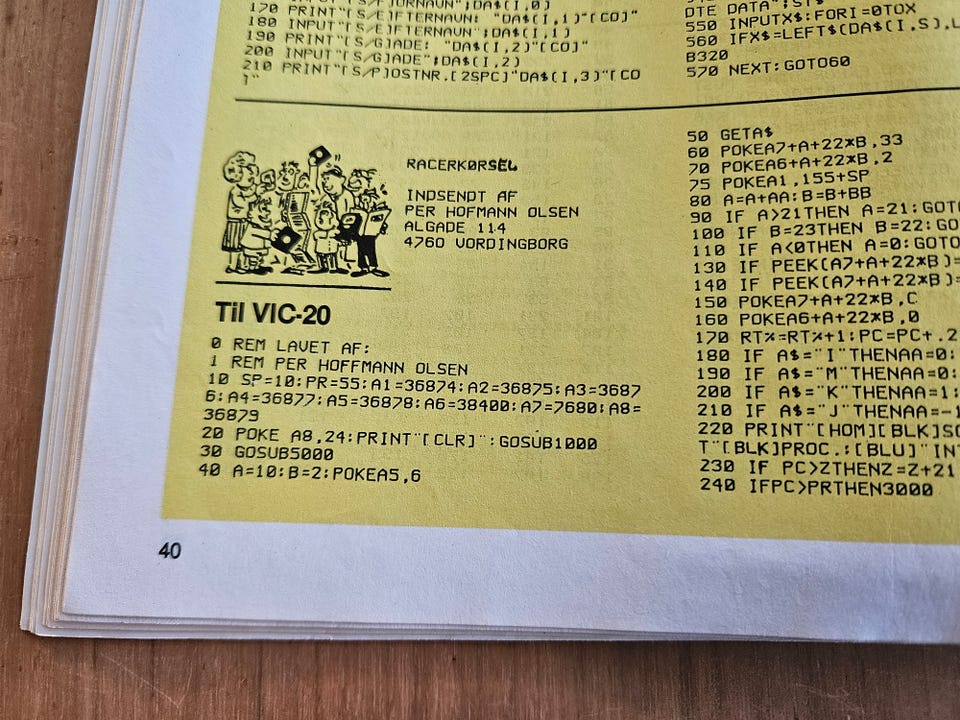 180 INPUT"[S/E]FTERNAVN";DA$(I,1)
190 PRINT"[S/G]ADE: "DA$(I,2)"[CO]"
200 INPUT"[S/G]ADE";DA$(I,2)
210 PRINT"[S/P]OSTNR.[2SPC]"DA$(I,3)"[CO
]"
RACERKØRSEL
INDSENDT AF
PER HOFMANN OLSEN
ALGADE 114
4760 VORDINGBORG
Til VIC-20
0 REM LAVET AF:
1 REM PER HOFFMANN OLSEN
10 SP=10:PR=55:A1=36874:A2=36875:A3=3687
6:A4=36877:A5=36878:A6=38400:A7=7680:A8=
36879
20 POKE A8,24:PRINT"[CLR]":GOSUB1000
30 GOSUB5000
40 A=10:B=2:POKEA5,6
550 INPUTX$:FORI=0TOX
560 IFX$=LEFT$(DA$(I,S),L
B320
570 NEXT:GOTO60
50 GETA$
60 POKEA7+A+22*B,33
70 POKEA6+A+22*B,2
75 POKEA1,155+SP
80 A=A+AA:B=B+BB
90 IF A>21THEN A=21:GOT
100 IF B=23THEN B=22:GO
110 IF A<0THEN A=0:GOTO
130 IF PEEK(A7+A+22*B)=
140 IF PEEK(A7+A+22*B)=
150 POKEA7+A+22*B,C
160 POKEA6+A+22*B,0
170 RT%=RT%+1:PC=PC+.2
180 IF A$="I"THENAA=0:
190 IF A$="M"THENAA=0:
200 IF A$="K"THENAA=1:
210 IF A$="J"THENAA=-1
220 PRINT"[HOM][BLK]SC
T"[BLK]PROC.:[BLU]"INT
230 IF PC>ZTHENZ=Z+21
240 IFPC>PRTHEN3000
40